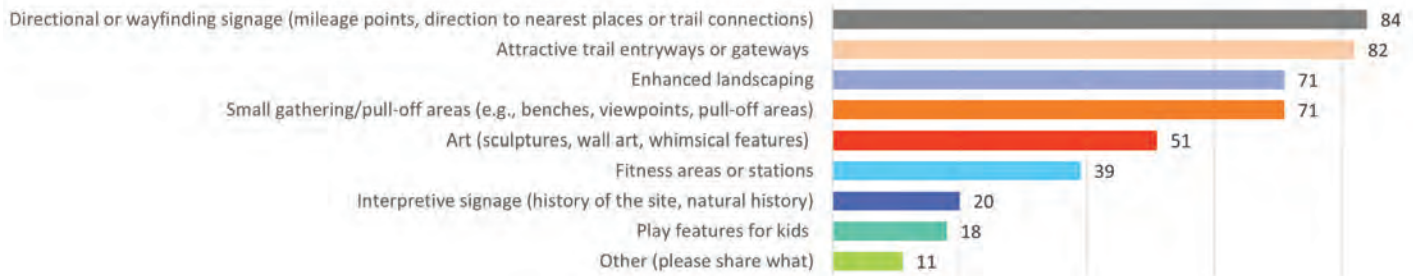 Directional or wayfinding signage (mileage points, direction to nearest places or trail connections) 84
Attractive trail entryways or gateways 82
Enhanced landscaping 71
Small gathering/pull-off areas (e.g., benches, viewpoints, pull-off areas) 71
Art (sculptures, wall art, whimsical features) 51
Fitness areas or stations 39
Interpretive signage (history of the site, natural history) 20
Play features for kids 18
Other (please share what) 11